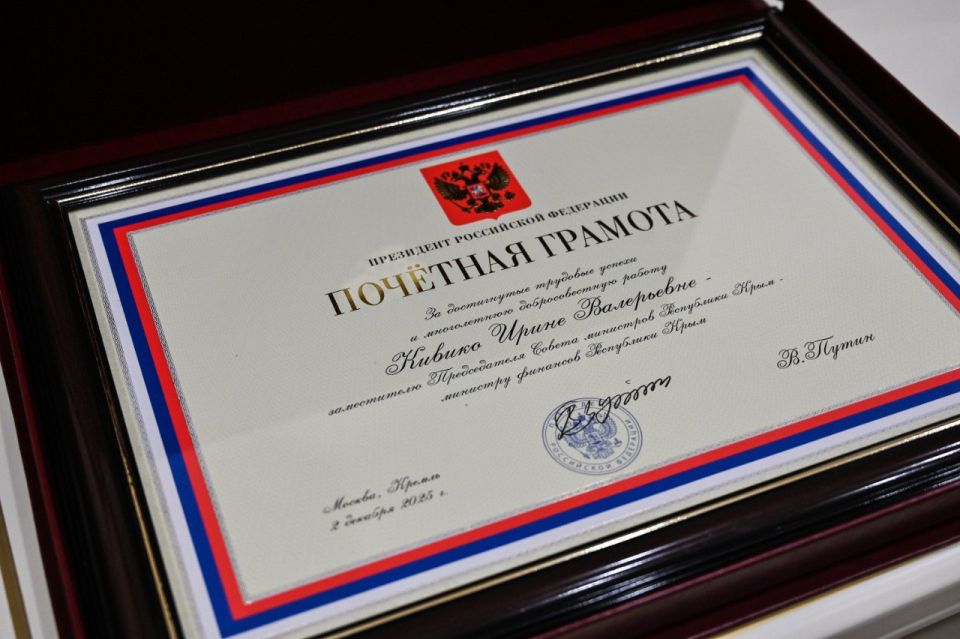 ПРЕЗИДЕНТ РОССИЙСКОЙ ФЕДЕРАЦИИ
ПОЧЁТНАЯ ГРАМОТА
За достигнутые трудовые успехи
и многолетнюю добросовестную работу
Кивико Ирине Валерьевне -
заместителю Председателя Совета министров Республики Крым -
министру финансов Республики Крым
В.Путин
РОССИЙСКОЙ
Москва, Кремль
2 декабря 2025 г.